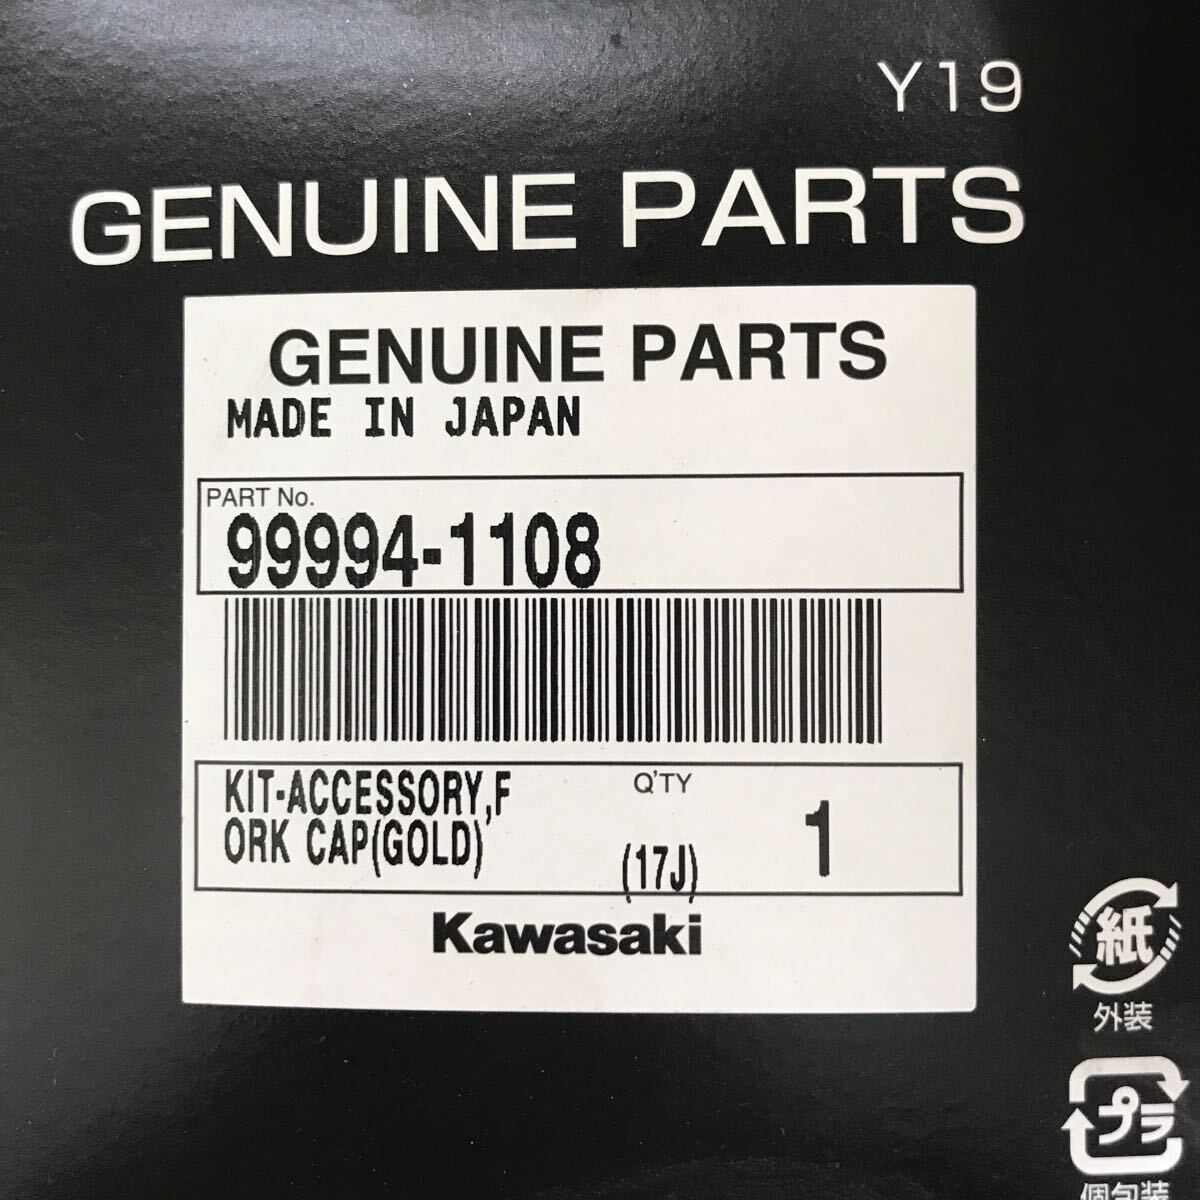 Y19
GENUINE PARTS
GENUINE PARTS
MADE IN JAPAN
PART No.
99994-1108
KIT-ACCESSORY,F
ORK CAP(GOLD)
Q'TY
(17J)
1
Kawasaki
紙
外装
プラ
個包装